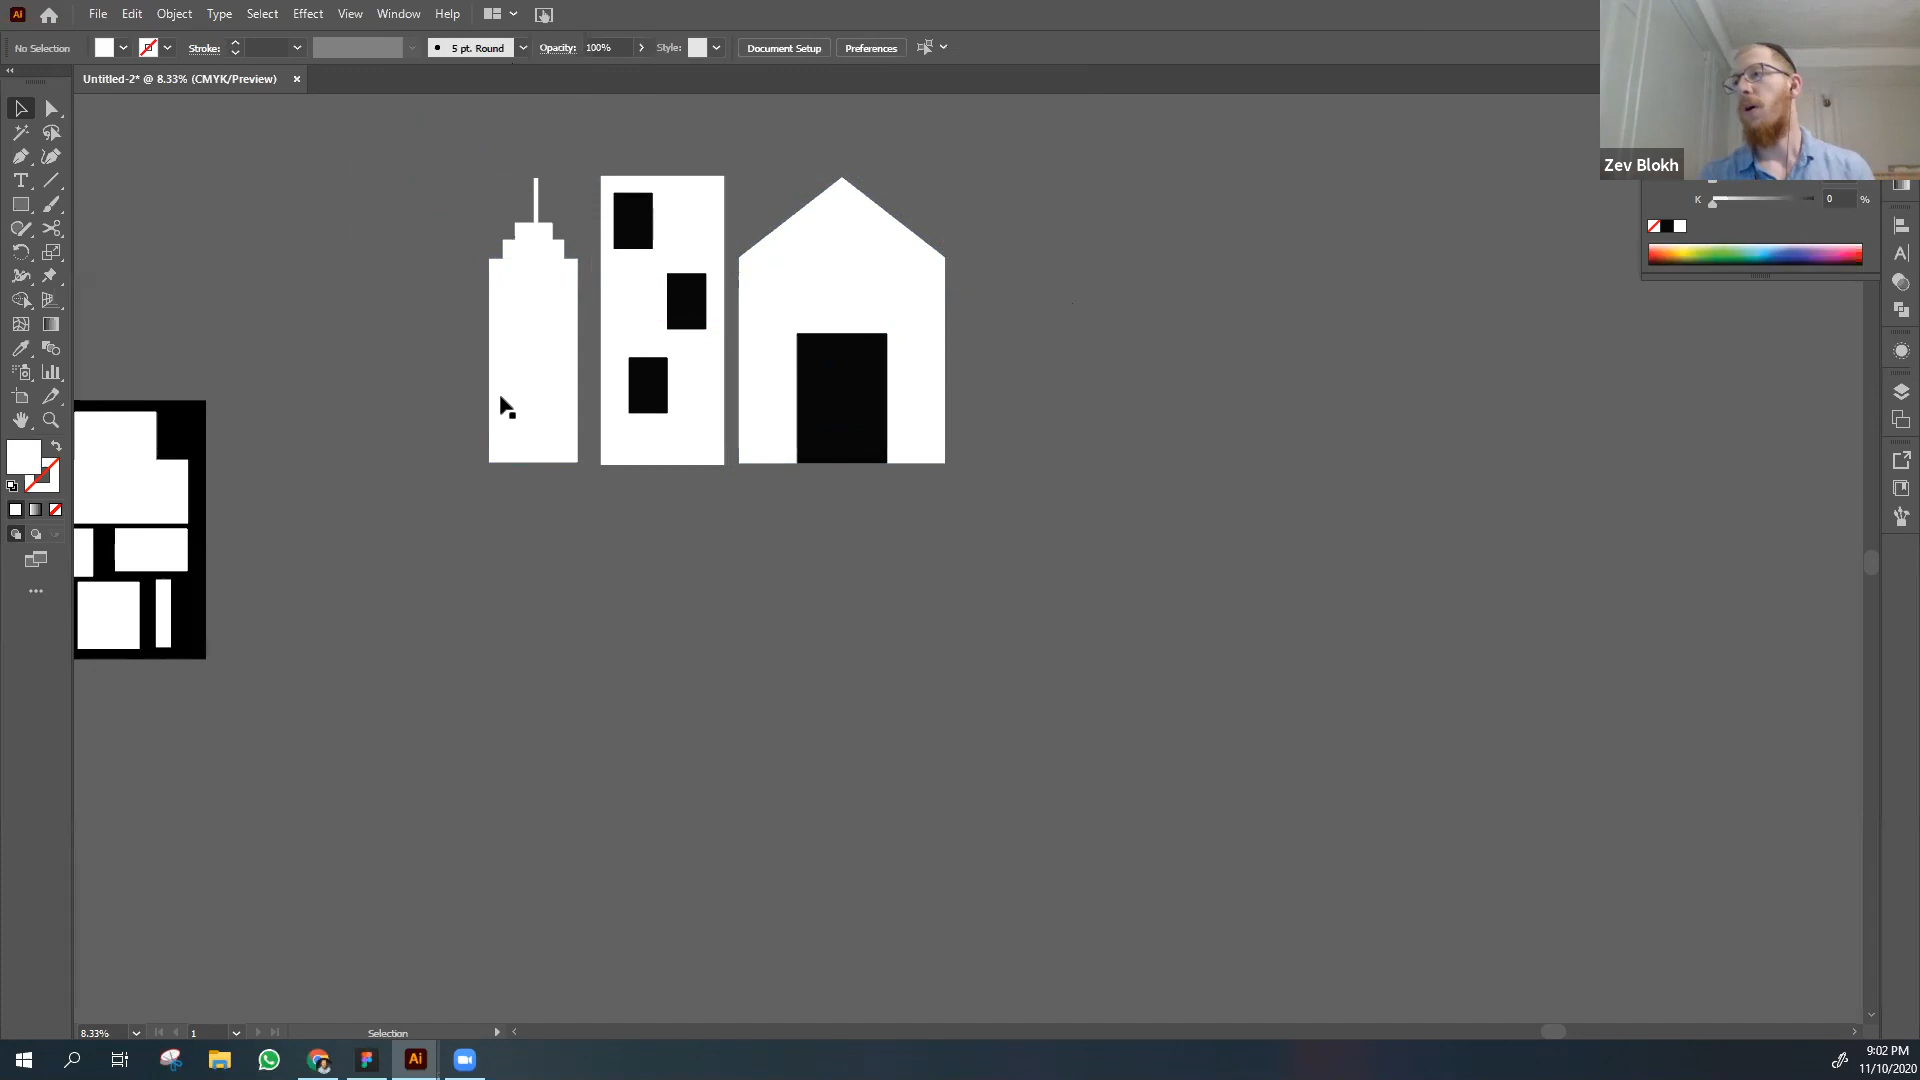 Ai
File Edit Object Type Select Effect View Window Help
No Selection Stroke: 5 pt. Round Opacity: 100% Style: Document Setup Preferences
Untitled-2* @ 8.33% (CMYK/Preview)
Zev Blokh
K 0 %
8.33% 1 Selection
Ai
9:02 PM
11/10/2020